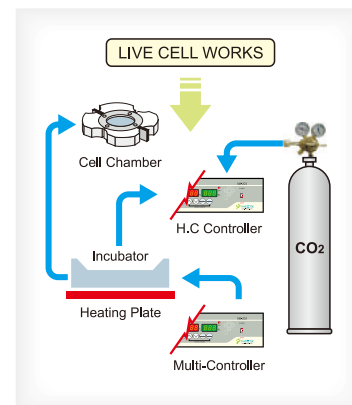 LIVE CELL WORKS
Cell Chamber
H.C Controller
CO2
Incubator
Heating Plate
Multi-Controller